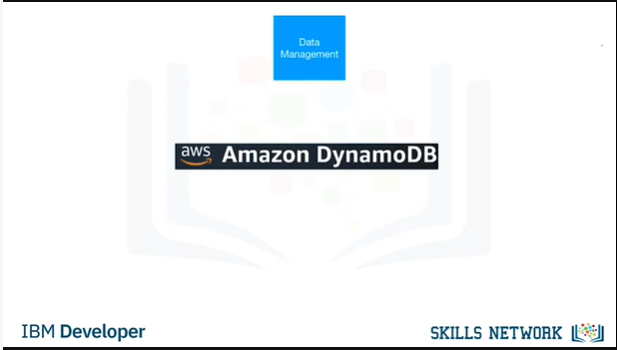 Data
Management
aws Amazon DynamoDB
IBM Developer
SKILLS NETWORK